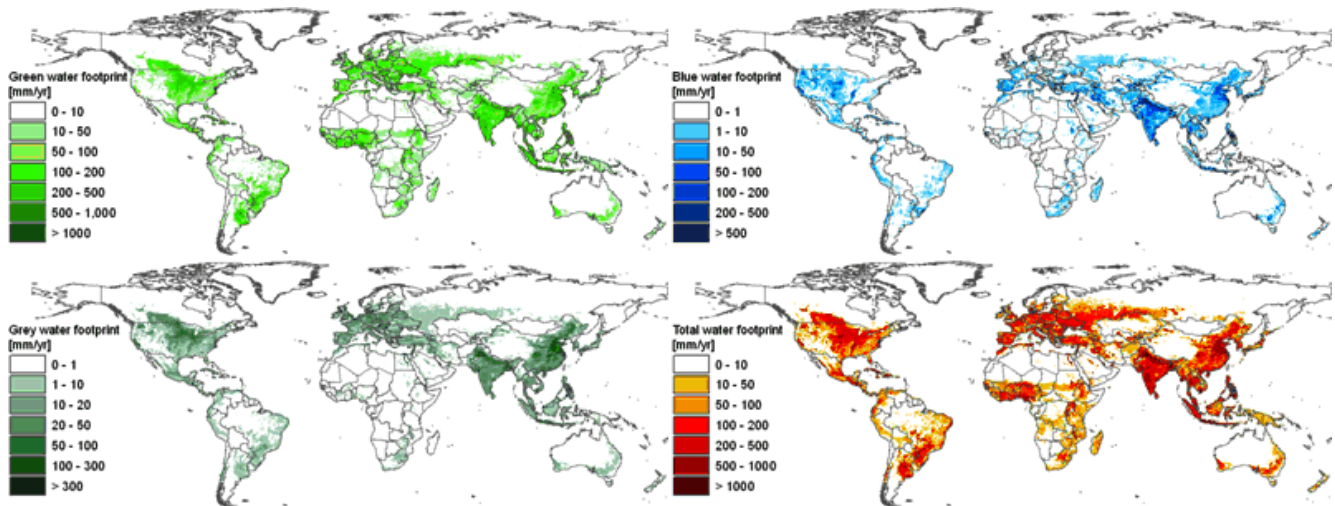 Green water footprint
[mm/yr]
0 - 10
10 - 50
50 - 100
100 - 200
200 - 500
500 - 1,000
> 1000
Blue water footprint
[mm/yr]
0 - 1
1 - 10
10 - 50
50 - 100
100 - 200
200 - 500
> 500
Grey water footprint
[mm/yr]
0 - 1
1 - 10
10 - 20
20 - 50
50 - 100
100 - 300
> 300
Total water footprint
[mm/yr]
0 - 10
10 - 50
50 - 100
100 - 200
200 - 500
500 - 1000
> 1000